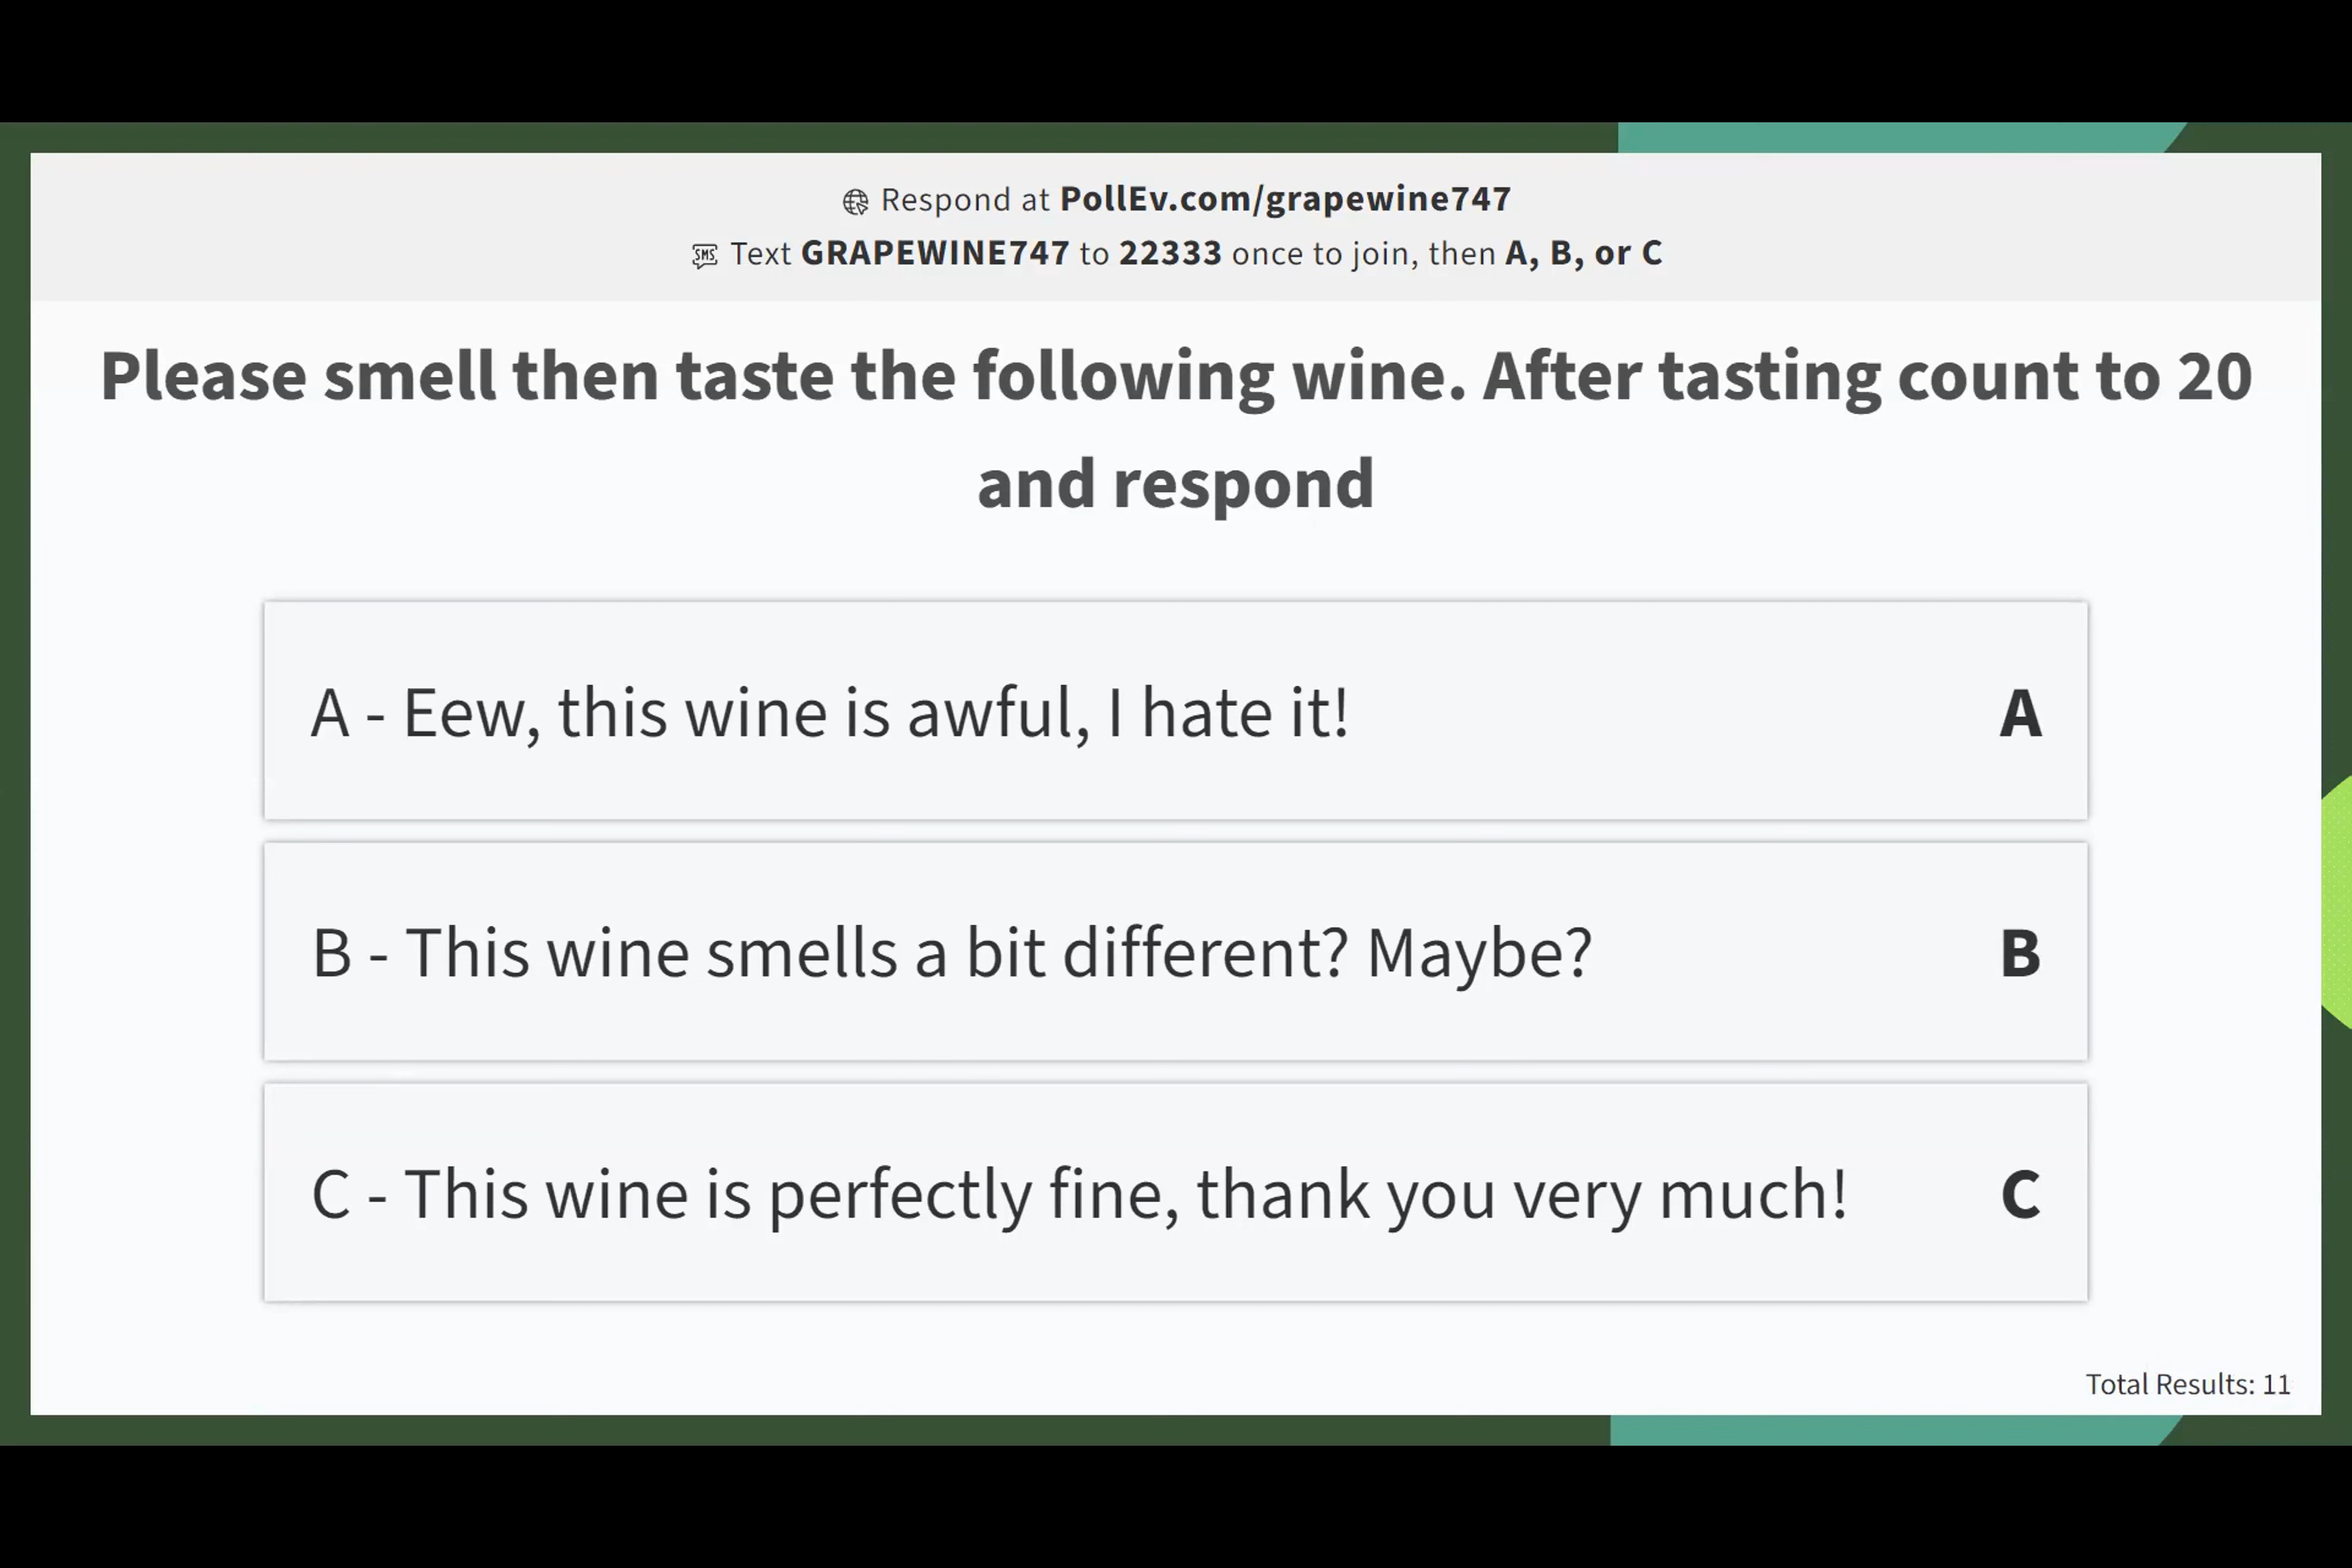 Respond at PollEv.com/grapewine747
Text GRAPEWINE747 to 22333 once to join, then A, B, or C
Please smell then taste the following wine. After tasting count to 20
and respond
A - Eew, this wine is awful, I hate it! A
B - This wine smells a bit different? Maybe? B
C - This wine is perfectly fine, thank you very much! C
Total Results: 11